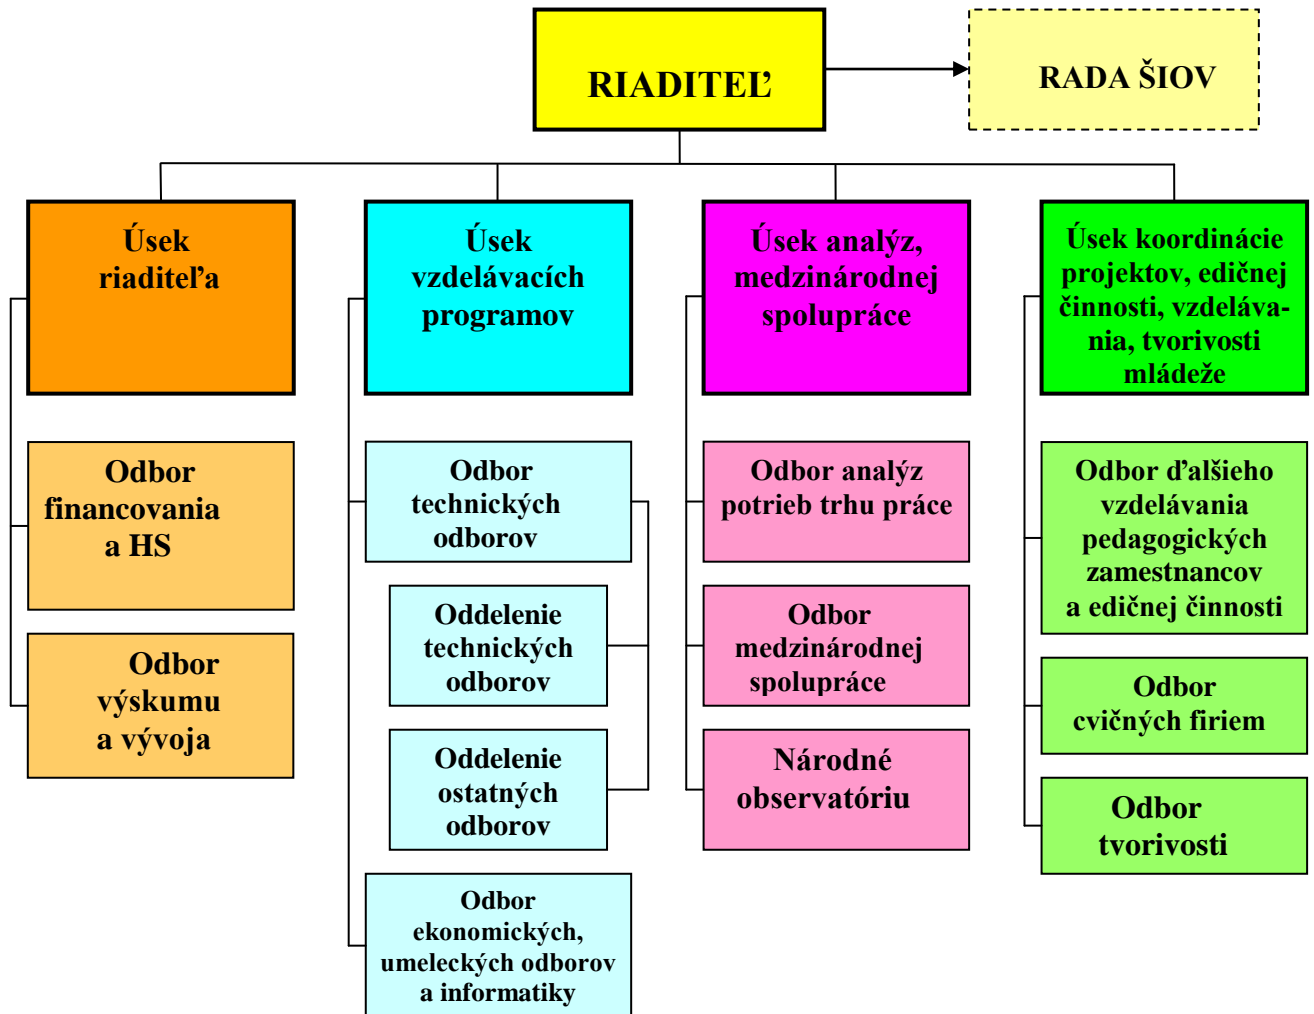 RIADITEĽ
RADA ŠIOV
Úsek
riaditeľa
Odbor
financovania
a HS
Odbor
výskumu
a vývoja
Úsek
vzdelávacích
programov
Odbor
technických
odborov
Oddelenie
technických
odborov
Oddelenie
ostatných
odborov
Odbor
ekonomických,
umeleckých odborov
a informatiky
Úsek analýz,
medzinárodnej
spolupráce
Odbor analýz
potrieb trhu práce
Odbor
medzinárodnej
spolupráce
Národné
observatóriu
Úsek koordinácie
projektov, edičnej
činnosti, vzdeláva-
nia, tvorivosti
mládeže
Odbor ďalšieho
vzdelávania
pedagogických
zamestnancov
a edičnej činnosti
Odbor
cvičných firiem
Odbor
tvorivosti